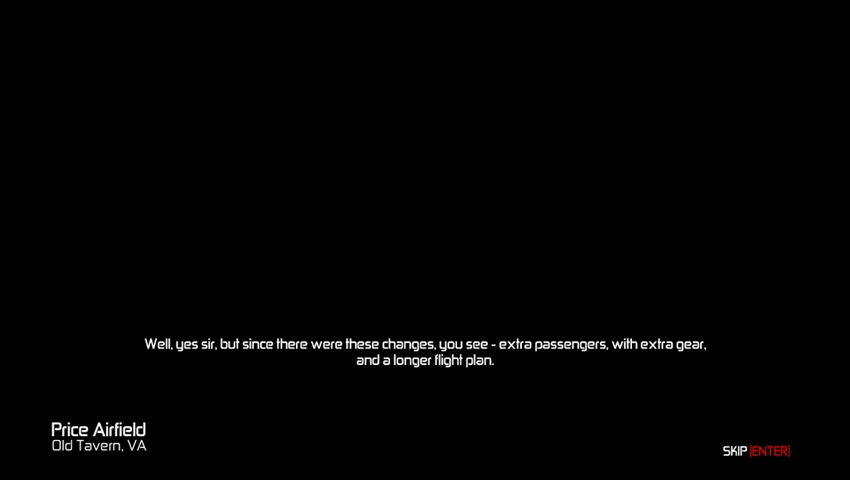 Well, yes sir, but since there were these changes, you see - extra passengers, with extra gear,
and a longer flight plan.
Price Airfield
Old Tavern, VA
SKIP [ENTER]